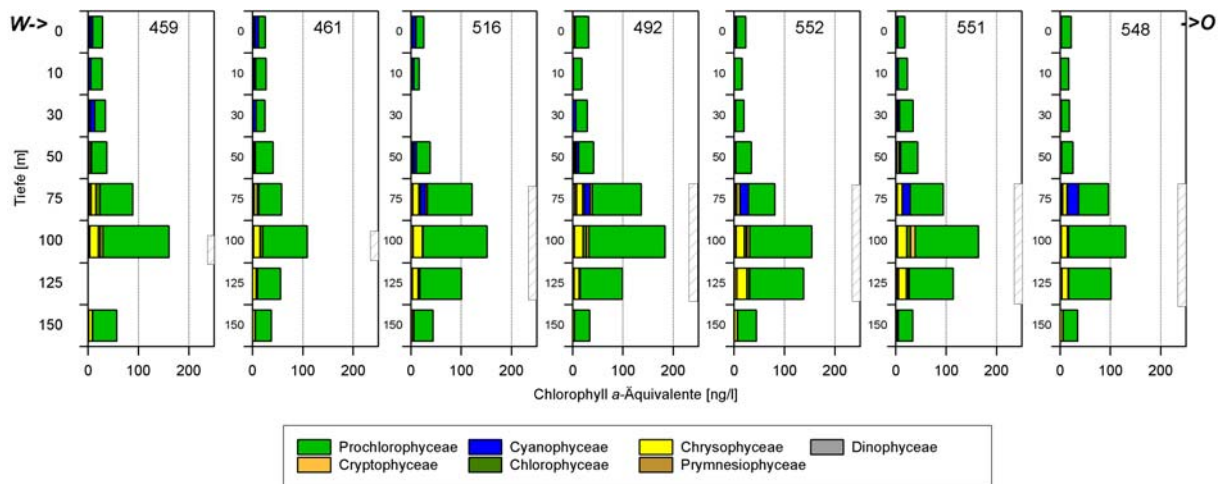 W-> 459 461 516 492 552 551 548 ->O
0 0 0 0 0 0 0
10 10 10 10 10 10 10
30 30 30 30 30 30 30
Tiefe [m]
50 50 50 50 50 50 50
75 75 75 75 75 75 75
100 100 100 100 100 100 100
125 125 125 125 125 125 125
150 150 150 150 150 150 150
0 100 200 0 100 200 0 100 200 0 100 200 0 100 200 0 100 200 0 100 200
Chlorophyll a-Äquivalente [ng/l]
Prochlorophyceae Cyanophyceae Chrysophyceae Dinophyceae
Cryptophyceae Chlorophyceae Prymnesiophyceae